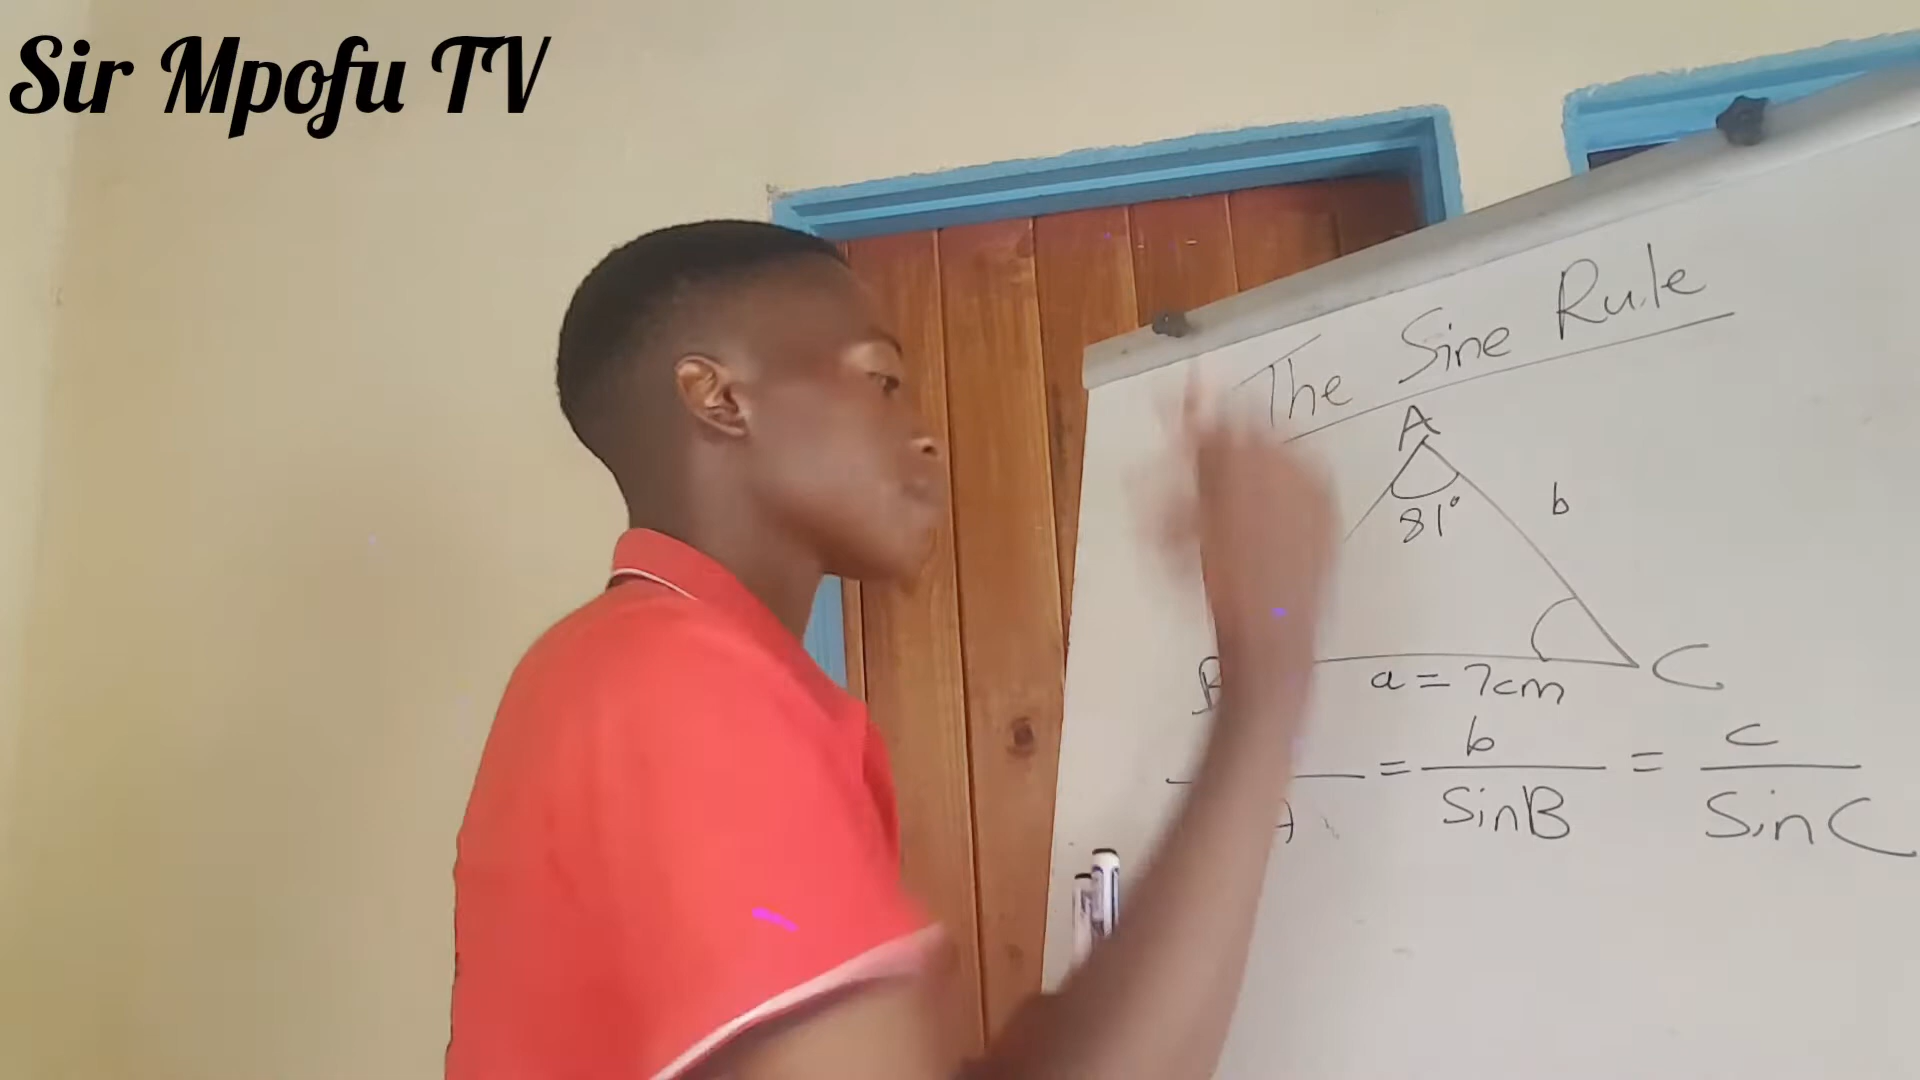 Sir Mpofu TV
The Sine Rule
A
b
81°
C
a = 7cm
= b = c
A SinB SinC